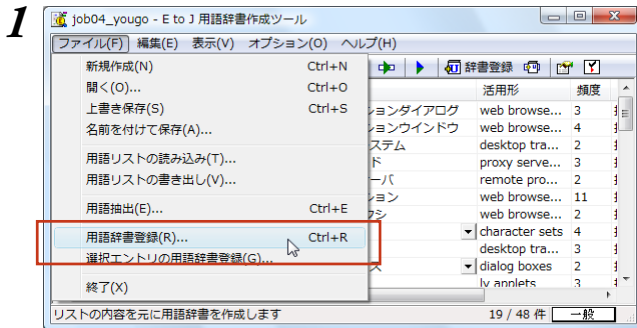 1
job04_yougo - E to J 用語辞書作成ツール
ファイル(F) 編集(E) 表示(V) オプション(O) ヘルプ(H)
新規作成(N) Ctrl+N
辞書登録
開く(O)... Ctrl+O
活用形 頻度
上書き保存(S) Ctrl+S
ションダイアログ web browse... 3
名前を付けて保存(A)...
ションウインドウ web browse... 4
ステム desktop tra... 2
用語リストの読み込み(T)...
ド proxy serve... 3
用語リストの書き出し(V)...
ーバ remote pro... 2
ション web browse... 11
用語抽出(E)... Ctrl+E
ウシ web browse... 2
用語辞書登録(R)... Ctrl+R
character sets 4
desktop tra... 3
選択エントリの用語辞書登録(G)...
ス dialog boxes 2
終了(X)
ly applets 3
リストの内容を元に用語辞書を作成します 19 / 48 件 一般